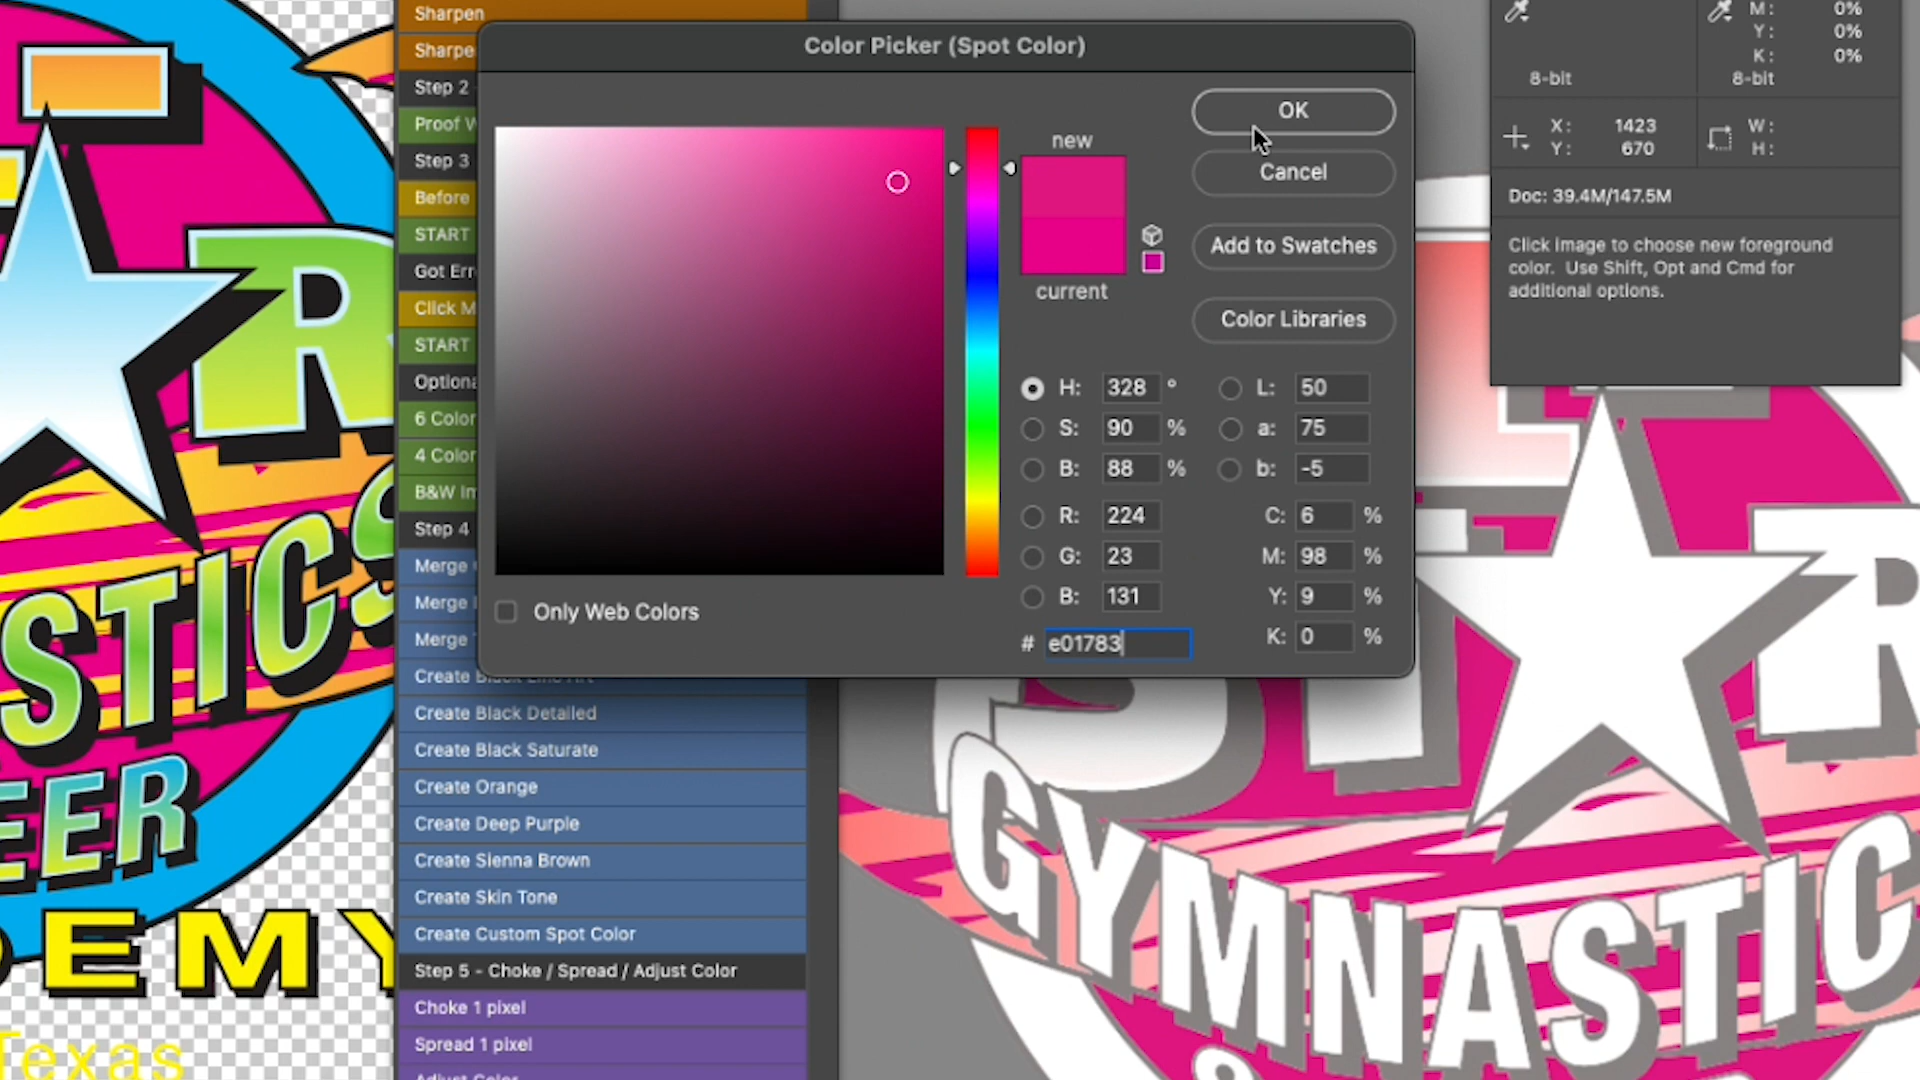 Sharpen
Sharpe
Step 2
Proof W
Step 3
Before
START
Got Err
Click M
START
Optiona
6 Color
4 Color
B&W Im
Step 4
Merge
Merge
Merge
Create Black Line Art
Create Black Detailed
Create Black Saturate
Create Orange
Create Deep Purple
Create Sienna Brown
Create Skin Tone
Create Custom Spot Color
Step 5 - Choke / Spread / Adjust Color
Choke 1 pixel
Spread 1 pixel
Adjust Color
Color Picker (Spot Color)
new
current
OK
Cancel
Add to Swatches
Color Libraries
H: 328 °
S: 90 %
B: 88 %
R: 224
G: 23
B: 131
# e01783
L: 50
a: 75
b: -5
C: 6 %
M: 98 %
Y: 9 %
K: 0 %
Only Web Colors
M: 0%
Y: 0%
K: 0%
8-bit
8-bit
X: 1423
Y: 670
W:
H:
Doc: 39.4M/147.5M
Click image to choose new foreground
color. Use Shift, Opt and Cmd for
additional options.
R
STICS
EER
DEMY
Texas
ST R
GYMNASTIC